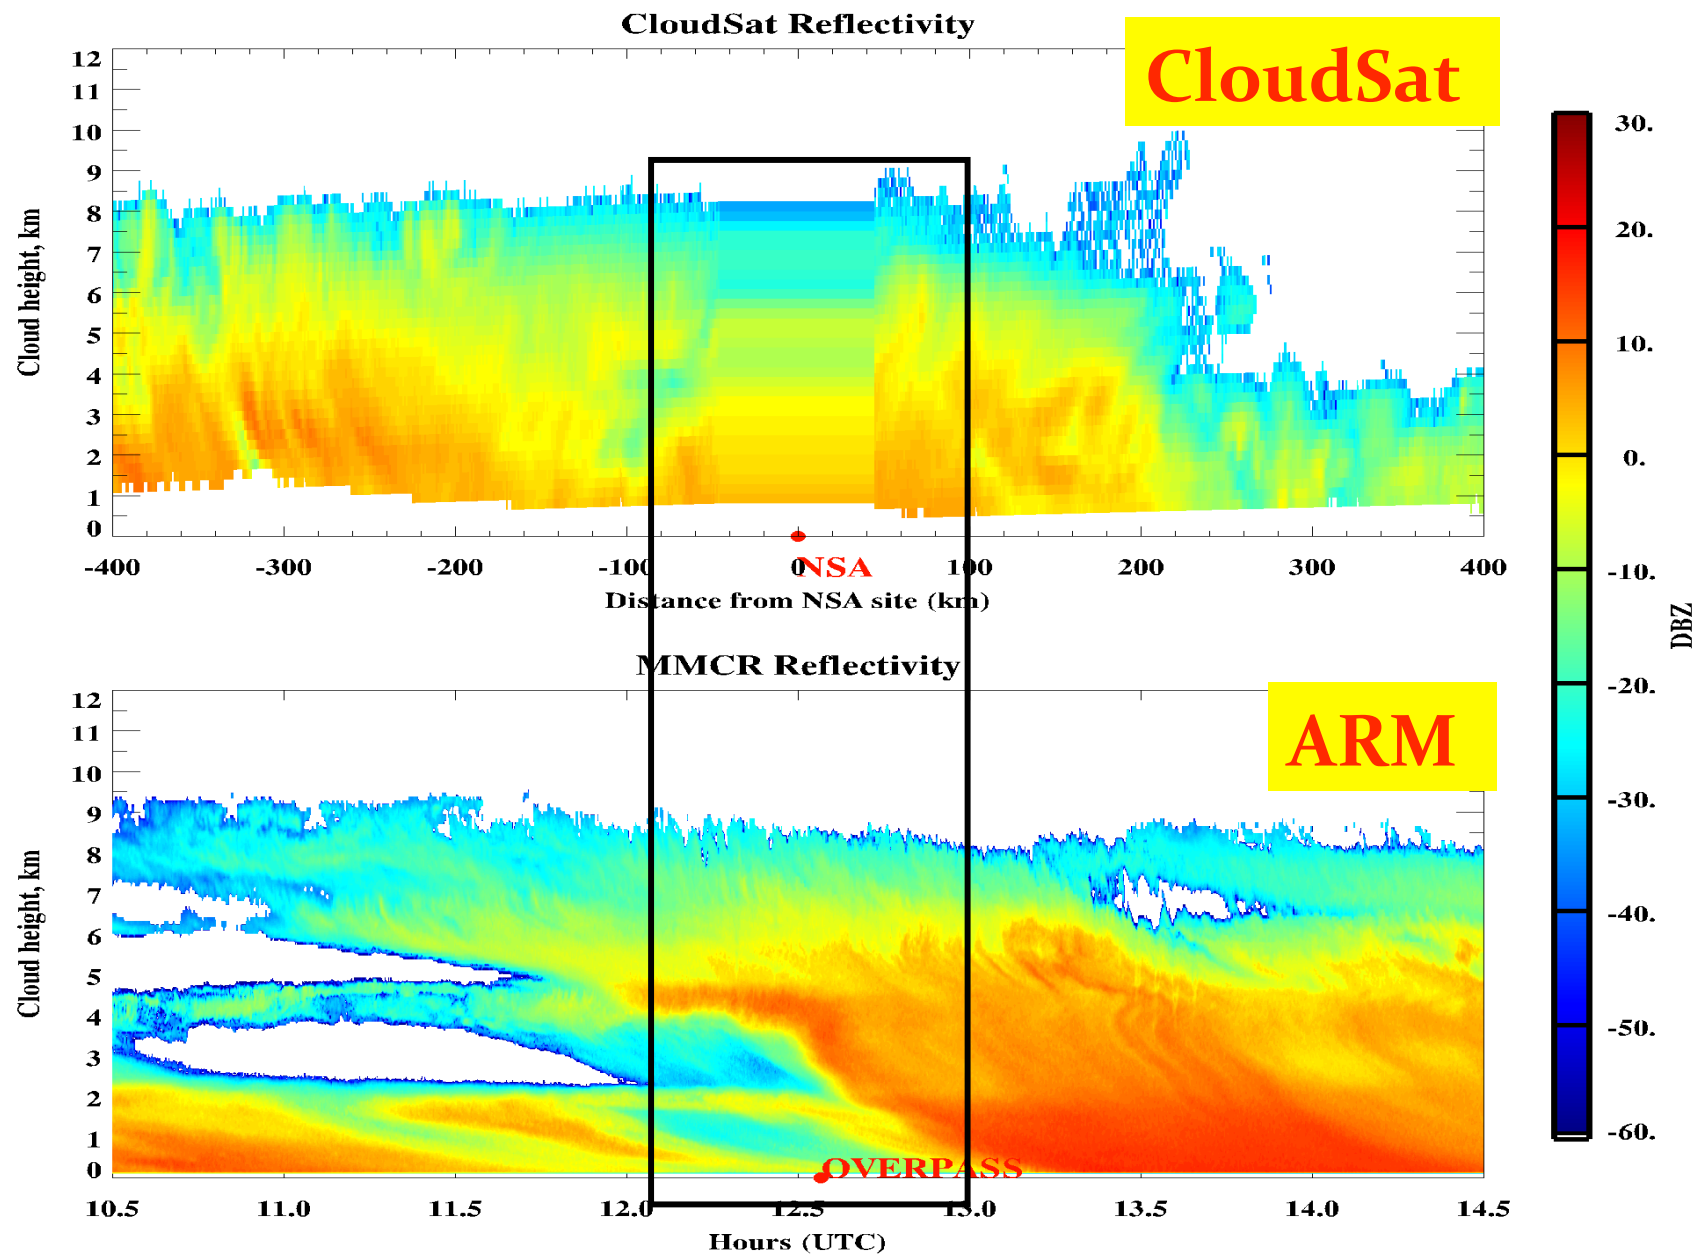 CloudSat Reflectivity
CloudSat
12
11
10
9
8
7
6
5
4
3
2
1
0
Cloud height, km
-400 -300 -200 -100 0 100 200 300 400
NSA
Distance from NSA site (km)
MMCR Reflectivity
ARM
12
11
10
9
8
7
6
5
4
3
2
1
0
Cloud height, km
OVERPASS
10.5 11.0 11.5 12.0 12.5 13.0 13.5 14.0 14.5
Hours (UTC)
30.
20.
10.
0.
-10.
-20.
-30.
-40.
-50.
-60.
DBZ